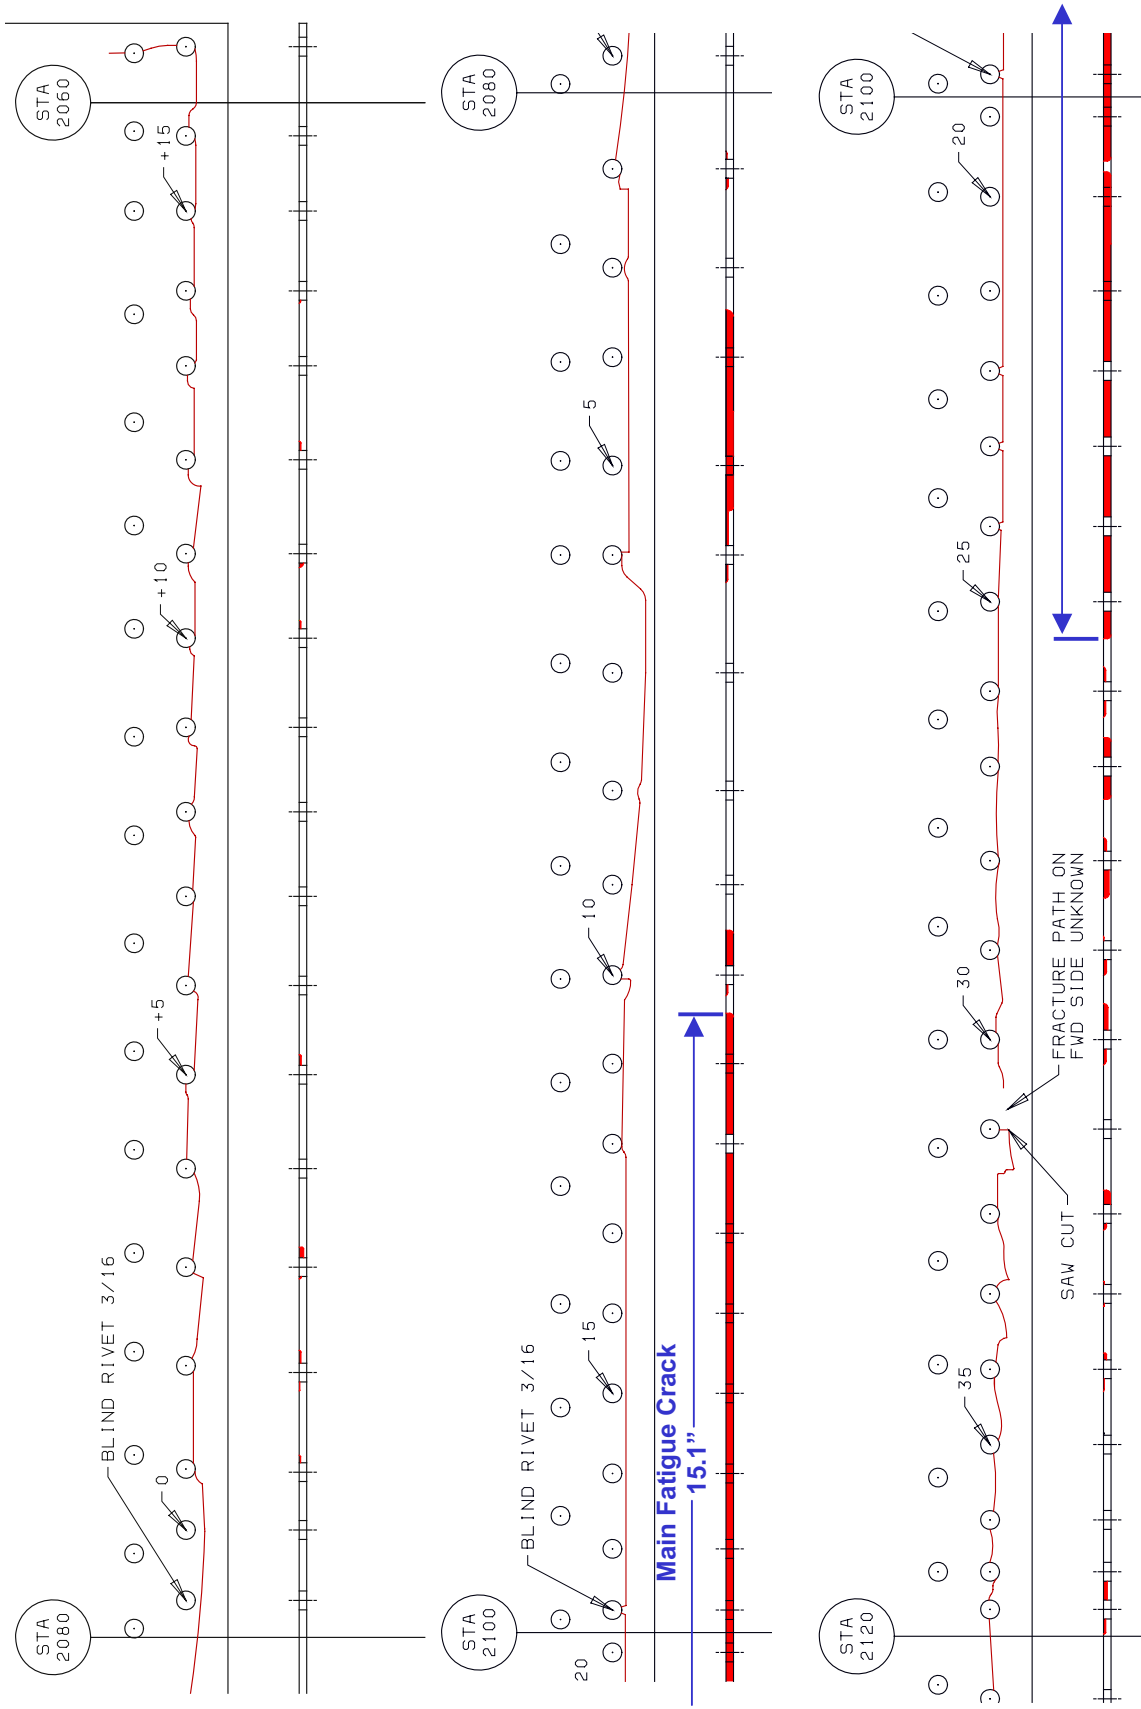 STA
2060
+15
+10
+5
BLIND RIVET 3/16
0
STA
2080
STA
2080
5
10
15
BLIND RIVET 3/16
Main Fatigue Crack
15.1”
STA
2100
20
STA
2100
20
25
30
FRACTURE PATH ON
FWD SIDE UNKNOWN
SAW CUT
35
STA
2120